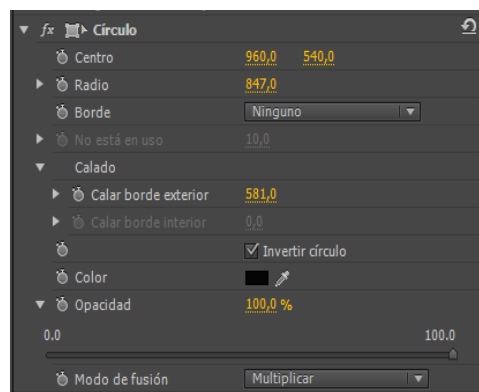 fx Círculo
Centro 960,0 540,0
Radio 847,0
Borde Ninguno
No está en uso 10,0
Calado
Calar borde exterior 581,0
Calar borde interior 0,0
Invertir círculo
Color
Opacidad 100,0 %
0.0 100.0
Modo de fusión Multiplicar